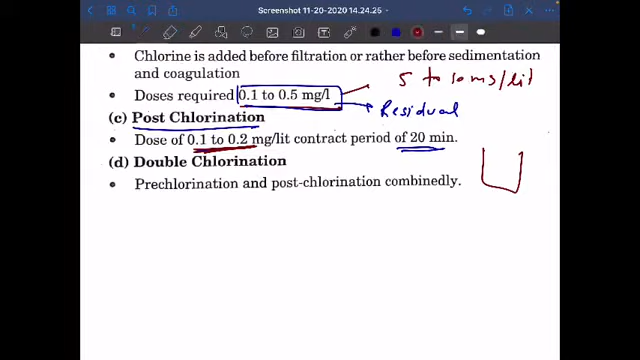 Screenshot 11-20-2020 14.24.25
• Chlorine is added before filtration or rather before sedimentation
and coagulation
5 to 10 mg/lit
• Doses required 0.1 to 0.5 mg/l
Residual
(c) Post Chlorination
• Dose of 0.1 to 0.2 mg/lit contract period of 20 min.
(d) Double Chlorination
• Prechlorination and post-chlorination combinedly.